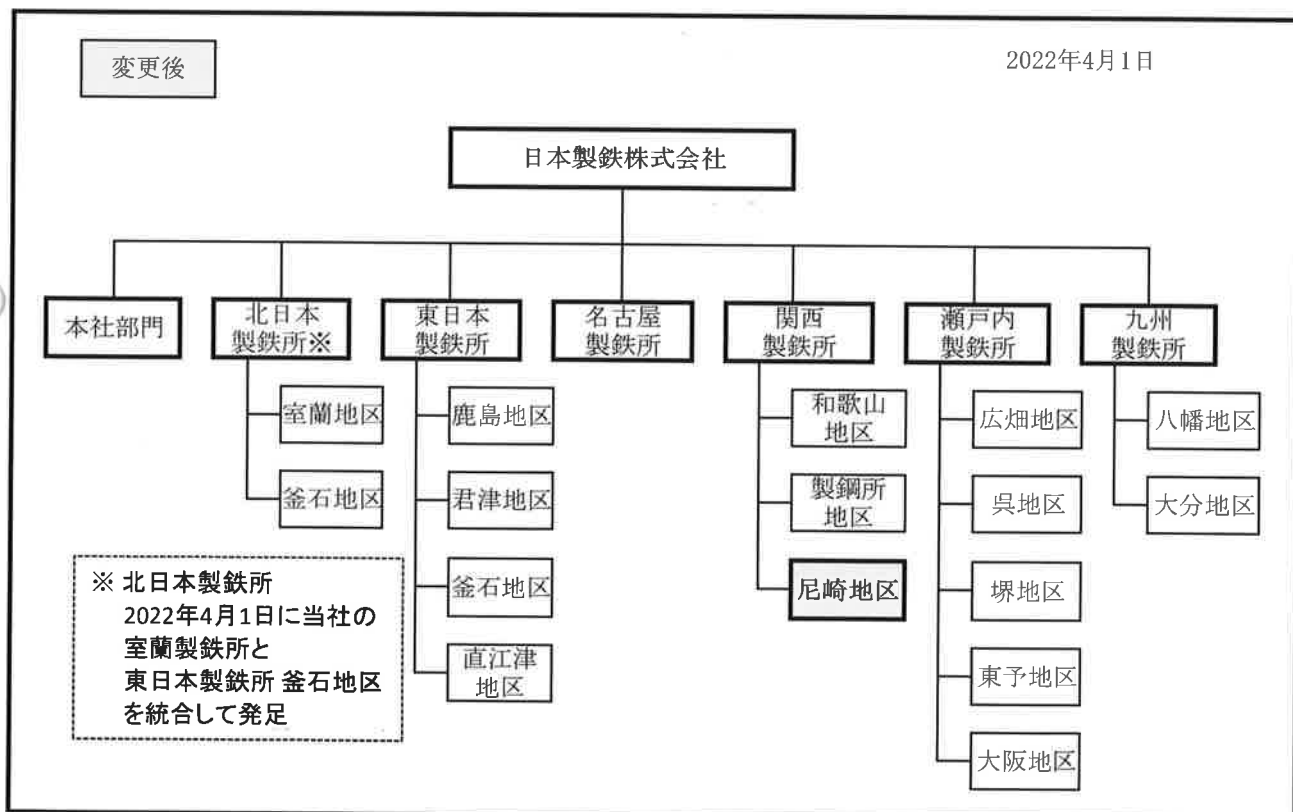 変更後
2022年4月1日
日本製鉄株式会社
本社部門
北日本
製鉄所※
東日本
製鉄所
名古屋
製鉄所
関西
製鉄所
瀬戸内
製鉄所
九州
製鉄所
室蘭地区
釜石地区
鹿島地区
君津地区
釜石地区
直江津
地区
和歌山
地区
製鋼所
地区
尼崎地区
広畑地区
呉地区
堺地区
東予地区
大阪地区
八幡地区
大分地区
※ 北日本製鉄所
2022年4月1日に当社の
室蘭製鉄所と
東日本製鉄所 釜石地区
を統合して発足